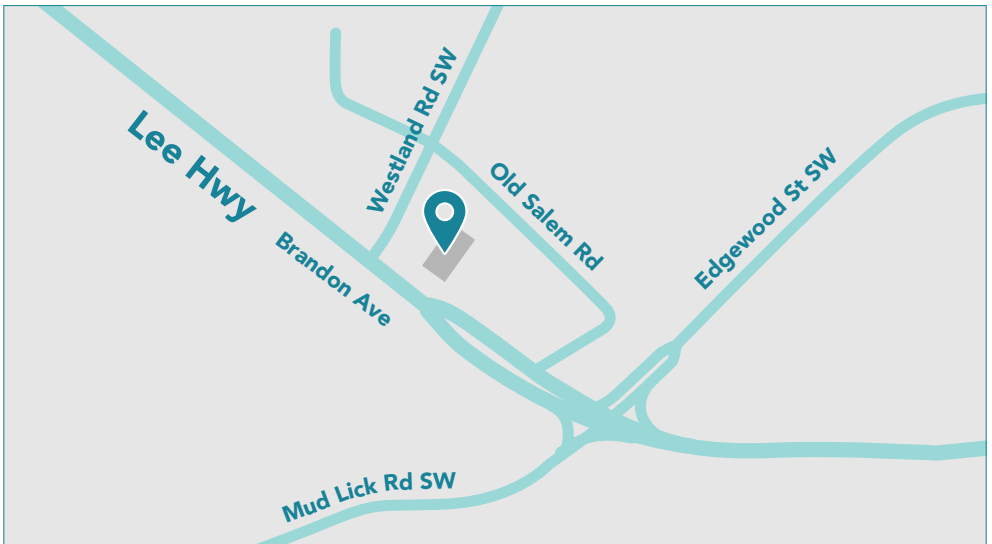 Westland Rd SW
Lee Hwy
Old Salem Rd
Edgewood St SW
Brandon Ave
Mud Lick Rd SW